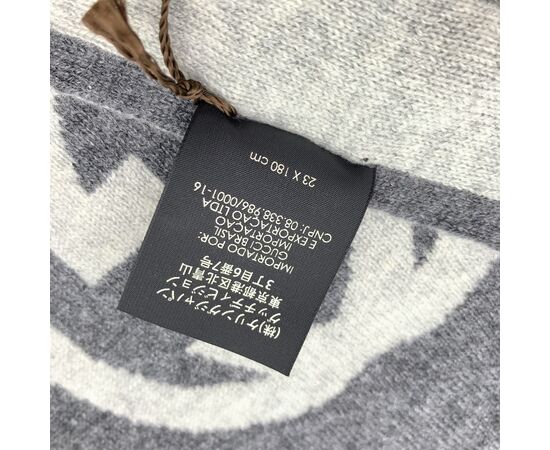 (株)ケリングジャパン
グッチディビジョン
東京都港区北青山
3丁目6番7号
IMPORTADO POR:
GUCCI BRASIL
IMPORTAÇAO
E EXPORTAÇAO LTDA
CNPJ: 08.338.986/0001-16
23 X 180 cm